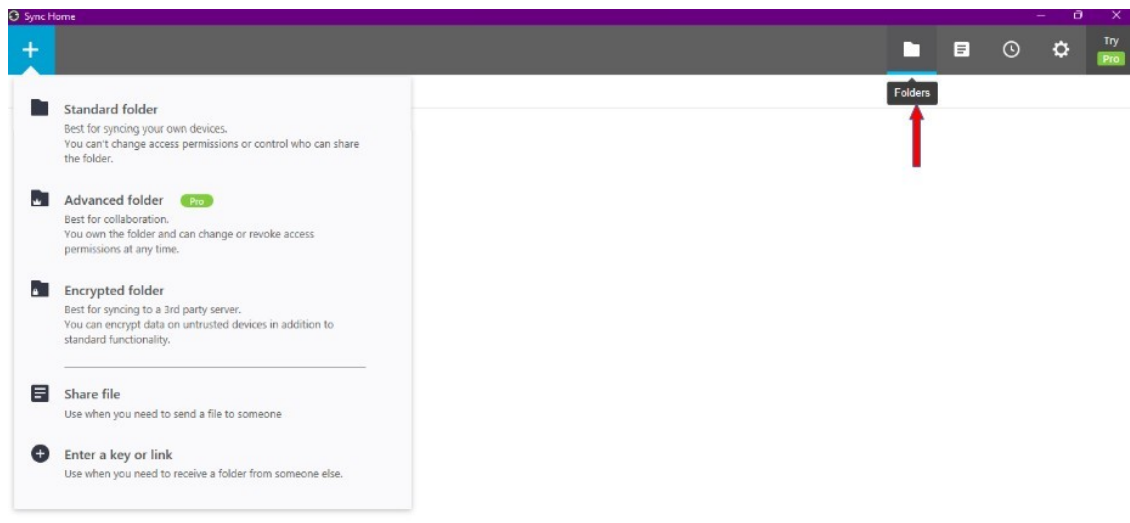 Sync Home
Try
Pro
Folders
Standard folder
Best for syncing your own devices.
You can't change access permissions or control who can share
the folder.
Advanced folder Pro
Best for collaboration.
You own the folder and can change or revoke access
permissions at any time.
Encrypted folder
Best for syncing to a 3rd party server.
You can encrypt data on untrusted devices in addition to
standard functionality.
Share file
Use when you need to send a file to someone
Enter a key or link
Use when you need to receive a folder from someone else.